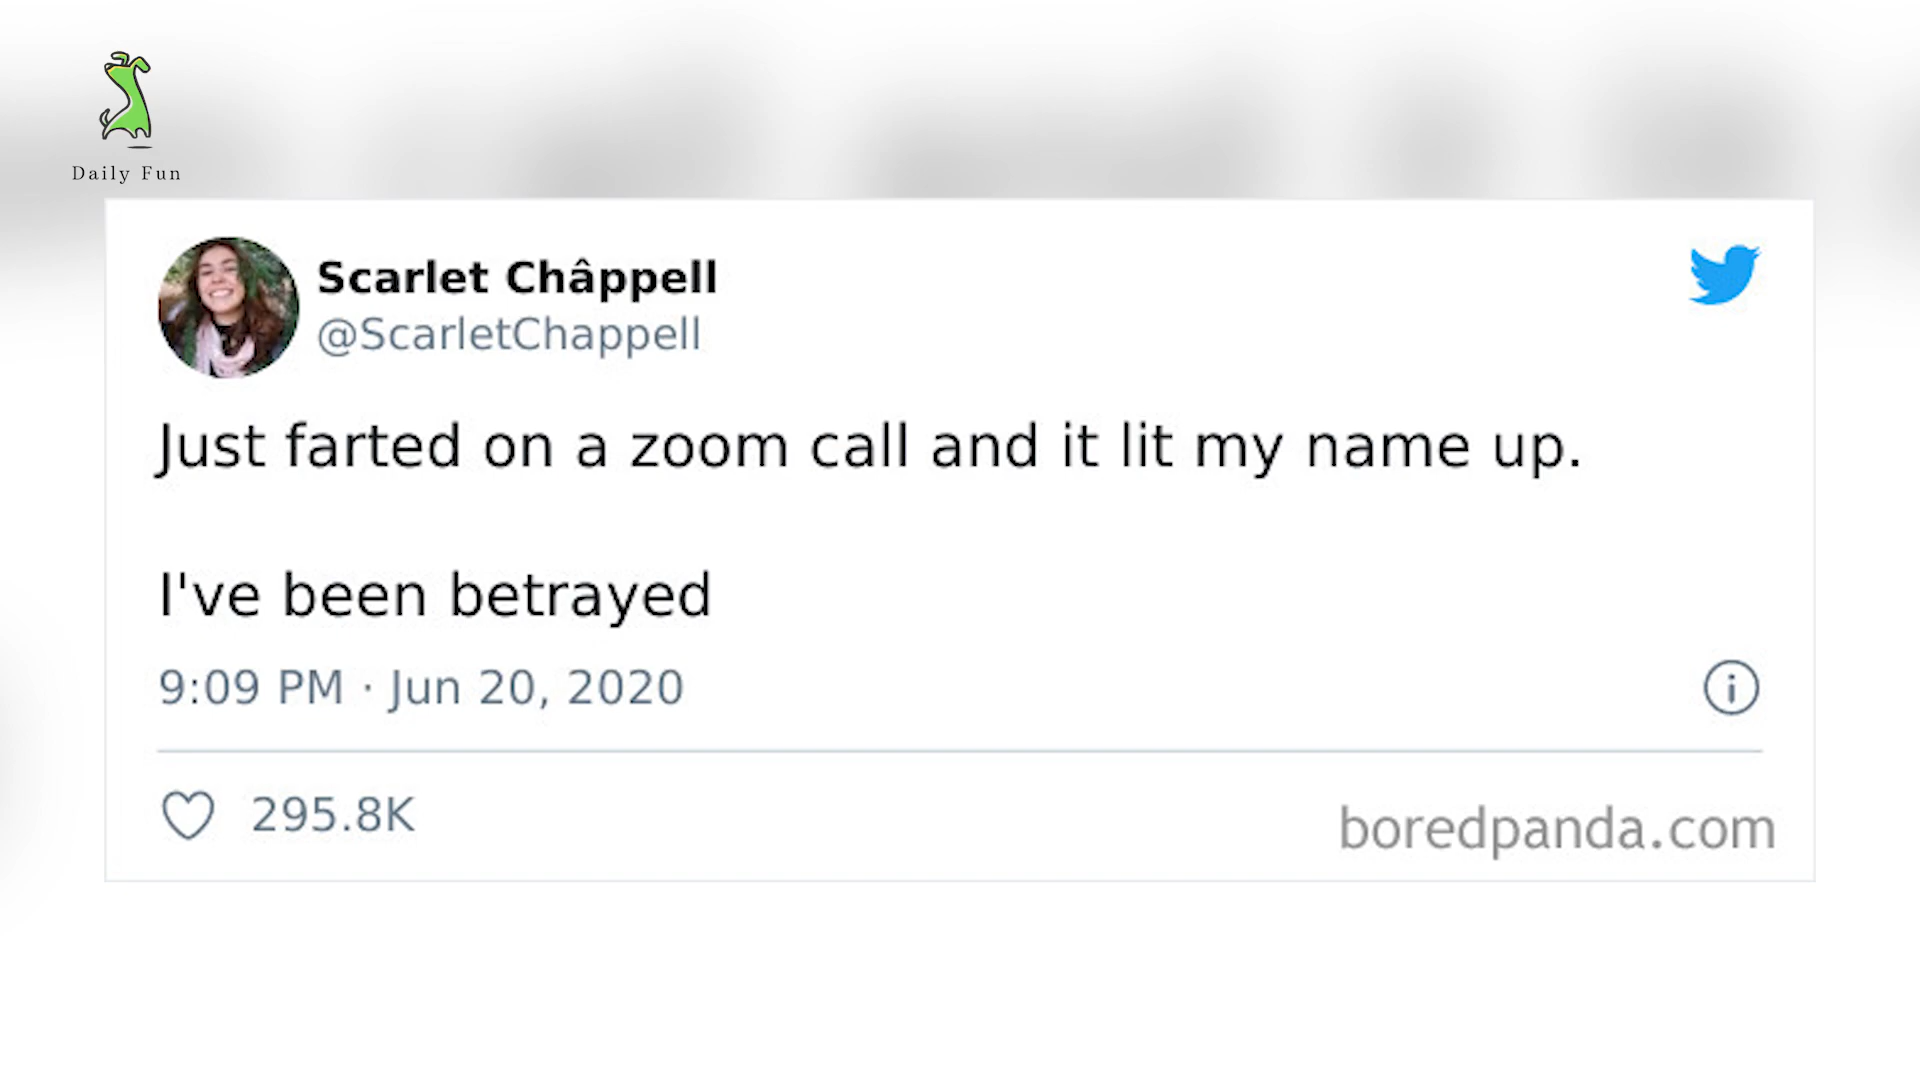 Daily Fun
Scarlet Châppell
@ScarletChappell
Just farted on a zoom call and it lit my name up.
I've been betrayed
9:09 PM · Jun 20, 2020
295.8K
boredpanda.com